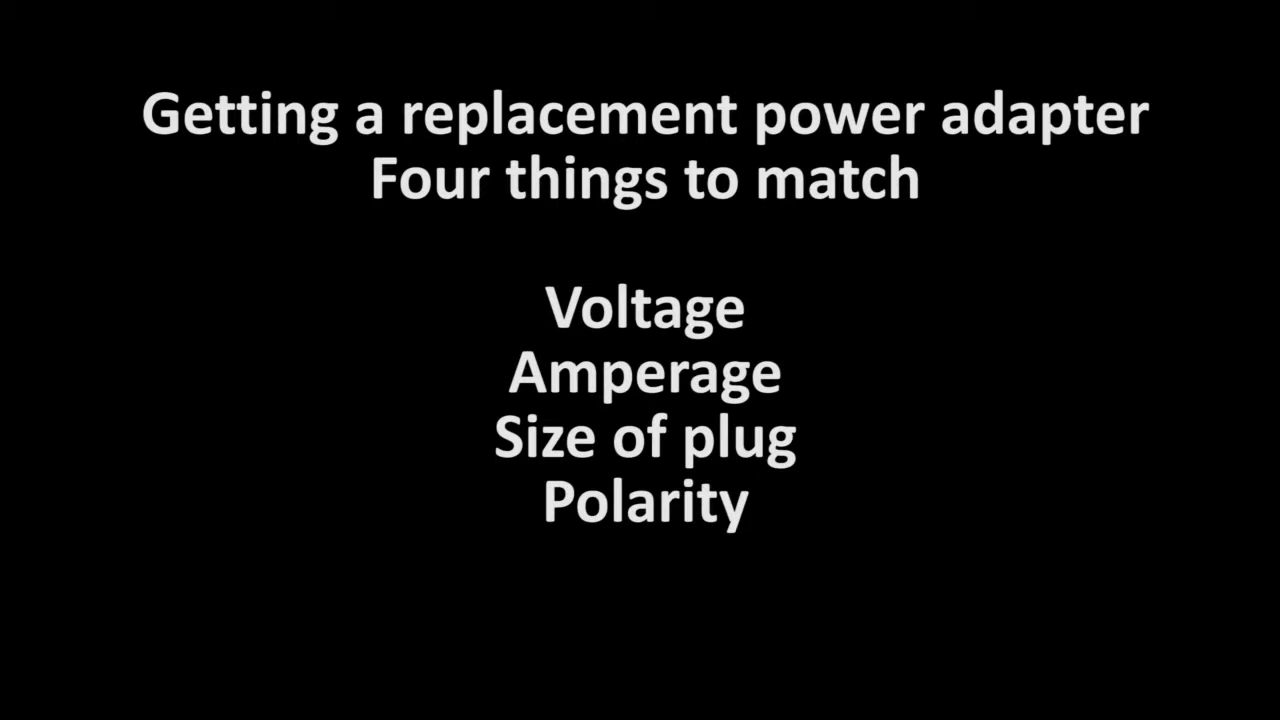 Getting a replacement power adapter
Four things to match
Voltage
Amperage
Size of plug
Polarity